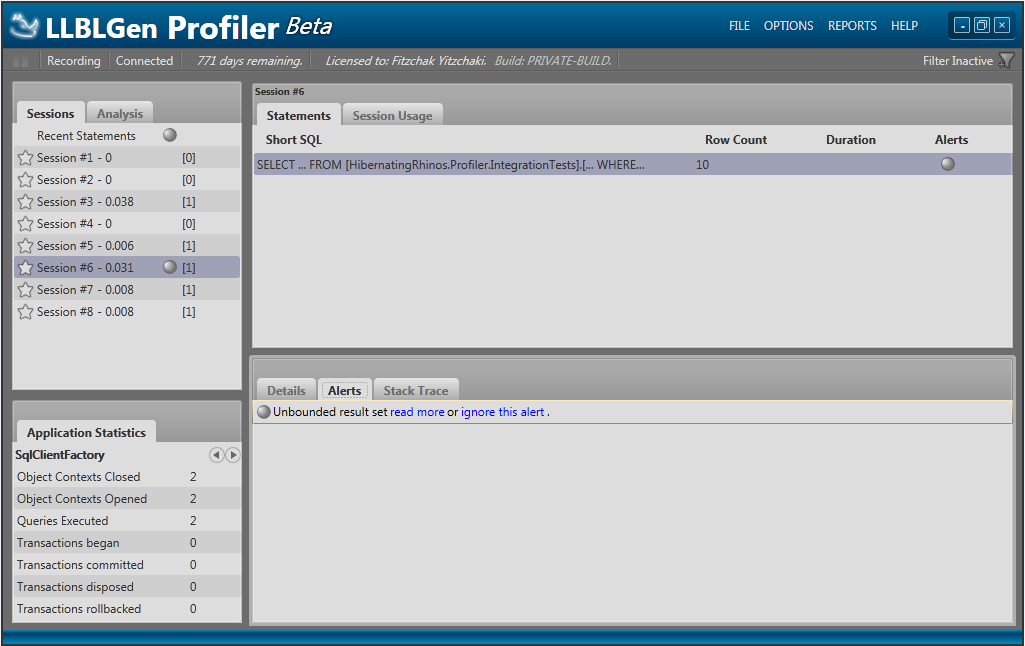 LLBLGen Profiler Beta
FILE OPTIONS REPORTS HELP
Recording Connected 771 days remaining. Licensed to: Fitzchak Yitzchaki. Build: PRIVATE-BUILD. Filter Inactive
Sessions Analysis
Recent Statements
Session #1 - 0 [0]
Session #2 - 0 [0]
Session #3 - 0.038 [1]
Session #4 - 0 [0]
Session #5 - 0.006 [1]
Session #6 - 0.031 [1]
Session #7 - 0.008 [1]
Session #8 - 0.008 [1]
Application Statistics
SqlClientFactory
Object Contexts Closed 2
Object Contexts Opened 2
Queries Executed 2
Transactions began 0
Transactions committed 0
Transactions disposed 0
Transactions rollbacked 0
Session #6
Statements Session Usage
Short SQL Row Count Duration Alerts
SELECT ... FROM [HibernatingRhinos.Profiler.IntegrationTests].[... WHERE... 10
Details Alerts Stack Trace
Unbounded result set read more or ignore this alert .